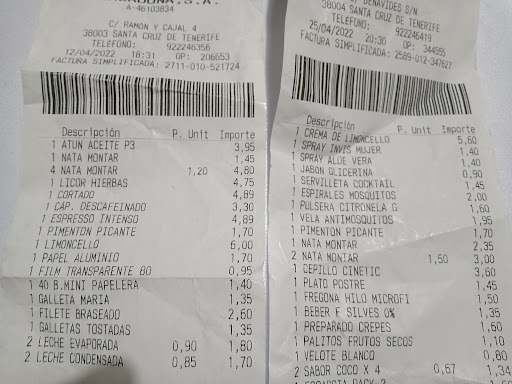 A-46103834
C/ RAMÓN Y CAJAL 4
38003 SANTA CRUZ DE TENERIFE
TELEFONO: 922246356
12/04/2022 18:31 OP: 206653
FACTURA SIMPLIFICADA: 2711-010-521724
Descripción P. Unit Importe
1 ATUN ACEITE P3 3,95
1 NATA MONTAR 1,45
4 NATA MONTAR 1,20 4,80
1 LICOR HIERBAS 4,75
1 CORTADO 4,89
1 CAP. DESCAFEINADO 3,30
1 ESPRESSO INTENSO 4,89
1 PIMENTON PICANTE 1,70
1 LIMONCELLO 6,00
1 PAPEL ALUMINIO 1,70
1 FILM TRANSPARENTE 80 0,95
1 40 B.MINI PAPELERA 1,40
1 GALLETA MARIA 1,35
1 FILETE BRASEADO 2,60
1 GALLETAS TOSTADAS 1,35
2 LECHE EVAPORADA 0,90 1,80
2 LECHE CONDENSADA 0,85 1,70
BENAVIDES S/N
38004 SANTA CRUZ DE TENERIFE
TELEFONO: 922246419
25/04/2022 20:30 OP: 344555
FACTURA SIMPLIFICADA: 2589-012-347627
Descripción P. Unit Importe
1 CREMA DE LIMONCELLO 5,60
1 SPRAY INVIS MUJER 1,40
1 SPRAY ALOE VERA 1,40
1 JABON GLICERINA 0,90
1 SERVILLETA COCKTAIL 1,45
1 ESPIRALES MOSQUITOS 2,00
1 PULSERA CITRONELA G 1,60
1 VELA ANTIMOSQUITOS 1,95
1 PIMENTON PICANTE 1,70
1 NATA MONTAR 2,35
2 NATA MONTAR 1,50 3,00
1 CEPILLO CINETIC 3,60
1 PLATO POSTRE 1,45
1 FREGONA HILO MICROFI 1,50
1 BEBER E SILVES 0% 1,35
1 PREPARADO CREPES 1,60
1 PALITOS FRUTOS SECOS 1,10
1 VELOTE BLANCO 0,80
2 SABOR COCO X 4 0,67 1,34